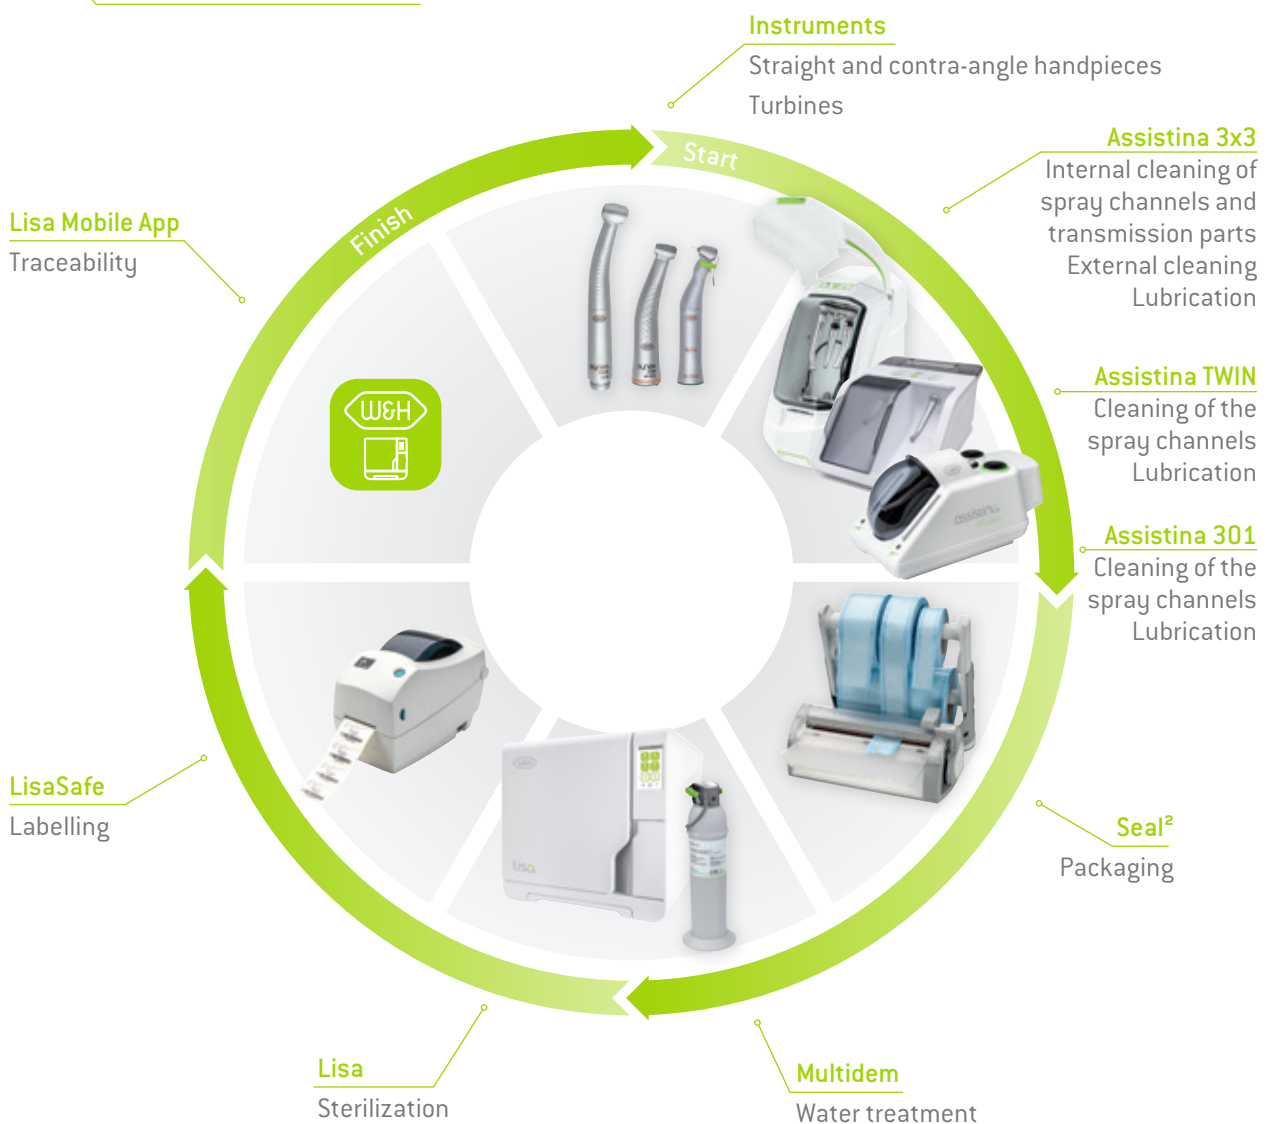 Instruments
Straight and contra-angle handpieces
Turbines
Start
Finish
Assistina 3x3
Internal cleaning of
spray channels and
transmission parts
External cleaning
Lubrication
Lisa Mobile App
Traceability
W&H
Assistina TWIN
Cleaning of the
spray channels
Lubrication
assistina
Assistina 301
Cleaning of the
spray channels
Lubrication
LisaSafe
Labelling
Lisa
Seal²
Packaging
Lisa
Sterilization
Multidem
Water treatment